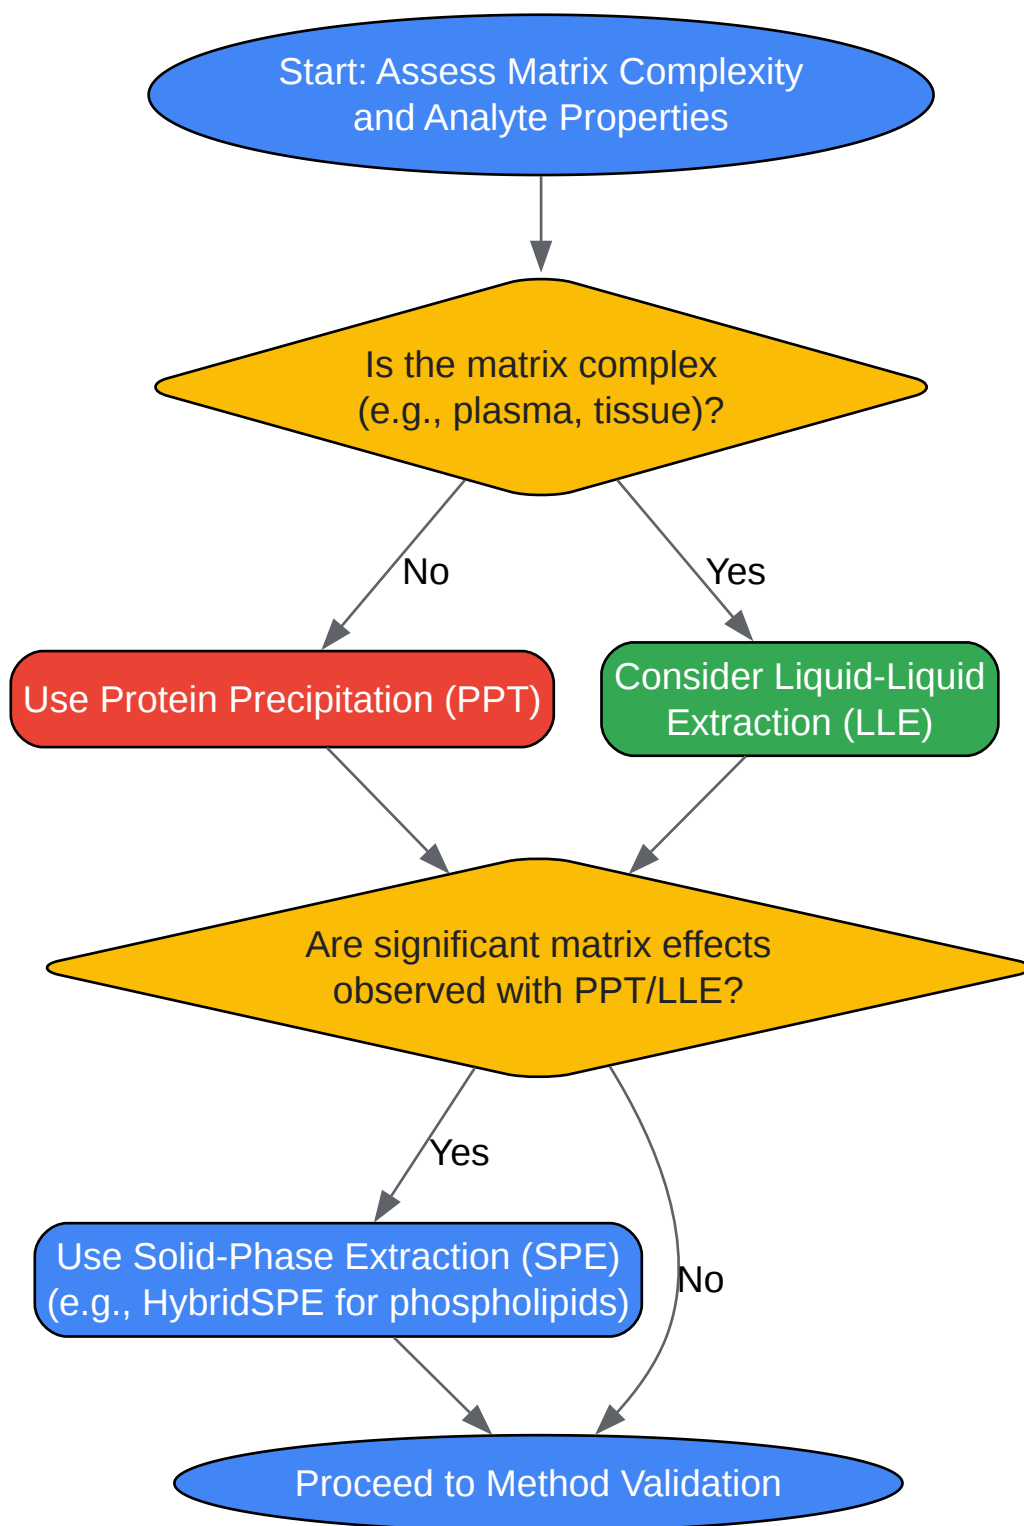 Start: Assess Matrix Complexity
and Analyte Properties
Is the matrix complex
(e.g., plasma, tissue)?
No
Yes
Use Protein Precipitation (PPT)
Consider Liquid-Liquid
Extraction (LLE)
Are significant matrix effects
observed with PPT/LLE?
Yes
Use Solid-Phase Extraction (SPE)
(e.g., HybridSPE for phospholipids)
No
Proceed to Method Validation